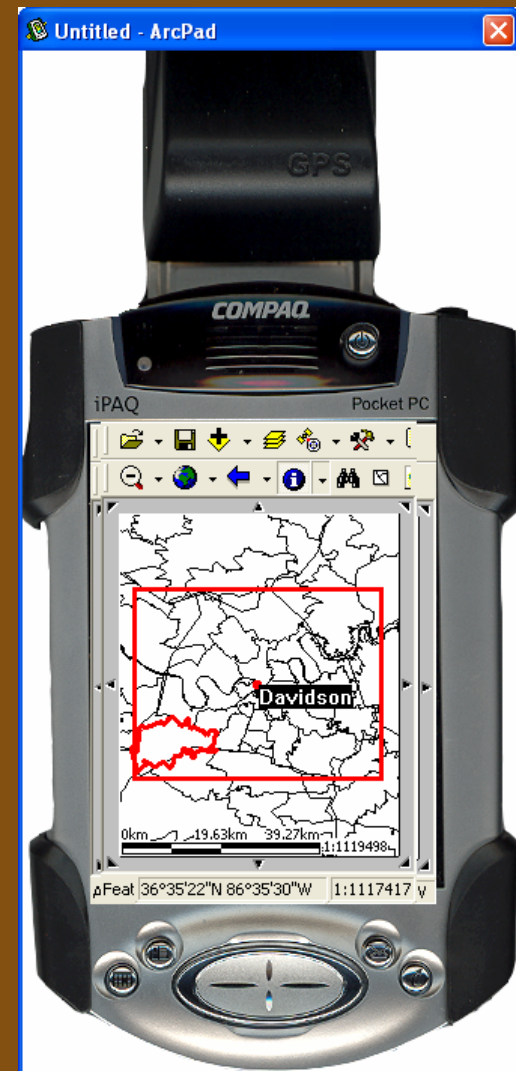 Untitled - ArcPad
GPS
COMPAQ
iPAQ Pocket PC
Davidson
0km 19.63km 39.27km
1:1119498
Feat 36°35'22"N 86°35'30"W 1:1117417